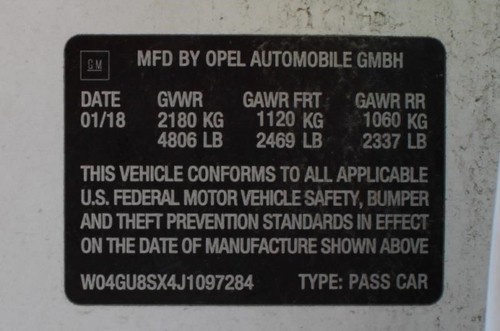 GM MFD BY OPEL AUTOMOBILE GMBH
DATE GVWR GAWR FRT GAWR RR
01/18 2180 KG 1120 KG 1060 KG
4806 LB 2469 LB 2337 LB
THIS VEHICLE CONFORMS TO ALL APPLICABLE
U.S. FEDERAL MOTOR VEHICLE SAFETY, BUMPER
AND THEFT PREVENTION STANDARDS IN EFFECT
ON THE DATE OF MANUFACTURE SHOWN ABOVE
W04GU8SX4J1097284 TYPE: PASS CAR